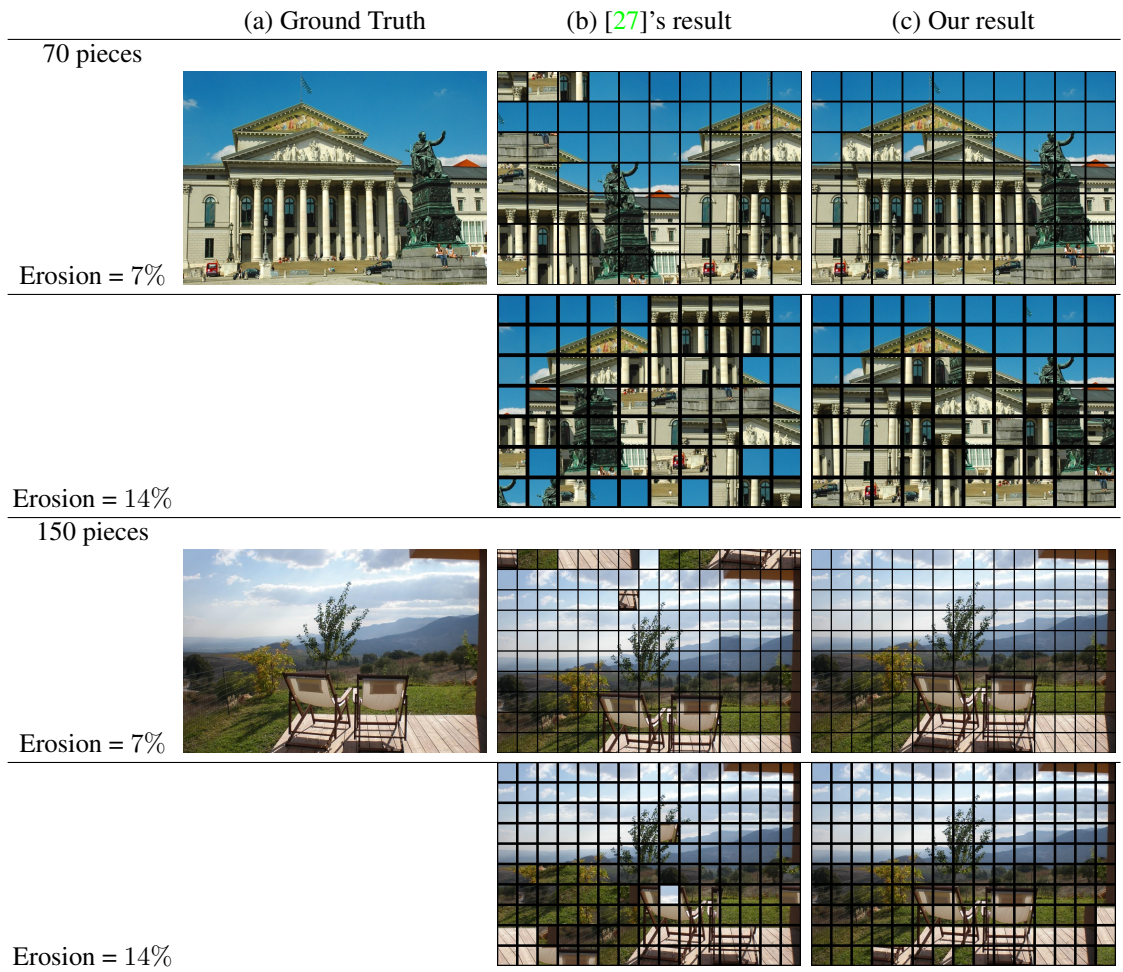 (a) Ground Truth (b) [27]'s result (c) Our result
70 pieces
Erosion = 7%
Erosion = 14%
150 pieces
Erosion = 7%
Erosion = 14%